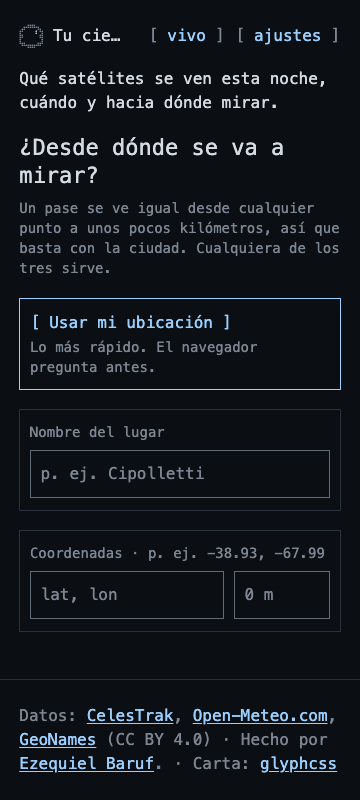 Tu cie… [ vivo ] [ ajustes ]
Qué satélites se ven esta noche,
cuándo y hacia dónde mirar.
¿Desde dónde se va a
mirar?
Un pase se ve igual desde cualquier
punto a unos pocos kilómetros, así que
basta con la ciudad. Cualquiera de los
tres sirve.
[ Usar mi ubicación ]
Lo más rápido. El navegador
pregunta antes.
Nombre del lugar
p. ej. Cipolletti
Coordenadas · p. ej. −38.93, −67.99
lat, lon 0 m
Datos: CelesTrak, Open-Meteo.com,
GeoNames (CC BY 4.0) · Hecho por
Ezequiel Baruf. · Carta: glyphcss